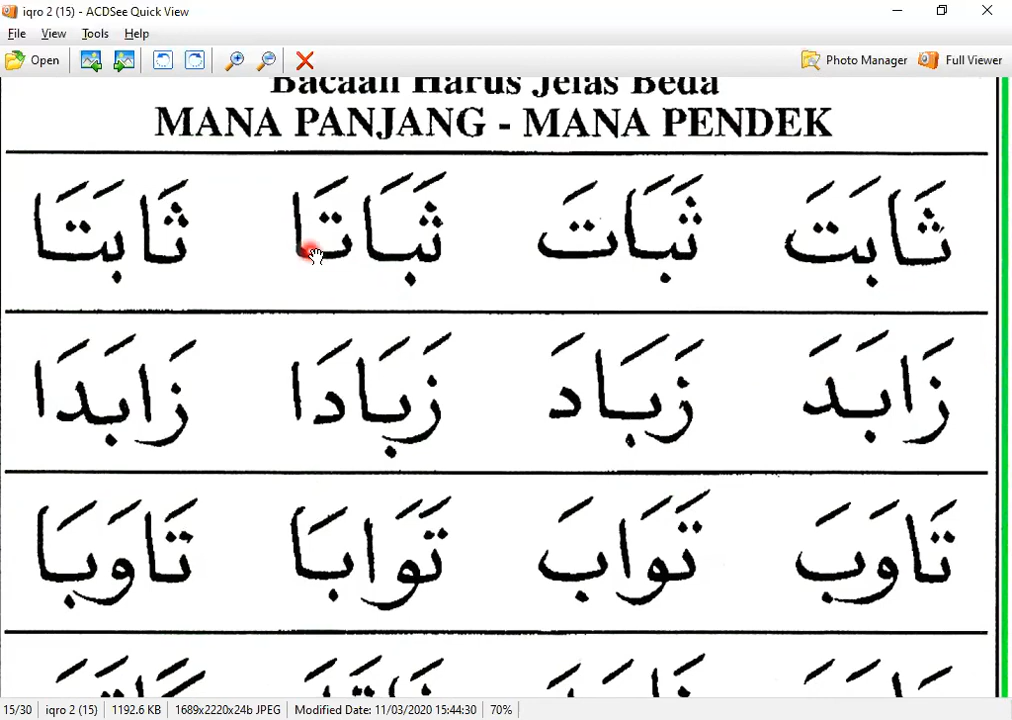 iqro 2 (15) - ACDSee Quick View
File View Tools Help
Open Photo Manager Full Viewer
Bacaan Harus Jelas Beda
MANA PANJANG - MANA PENDEK
ثَابَتَ ثَبَاتَ ثَبَاتَا ثَابَتَا
زَابَدَ زَبَادَ زَبَادَا زَابَدَا
تَاوَبَ تَوَابَ تَوَابَا تَاوَبَا
15/30 iqro 2 (15) 1192.6 KB 1689x2220x24b JPEG Modified Date: 11/03/2020 15:44:30 70%